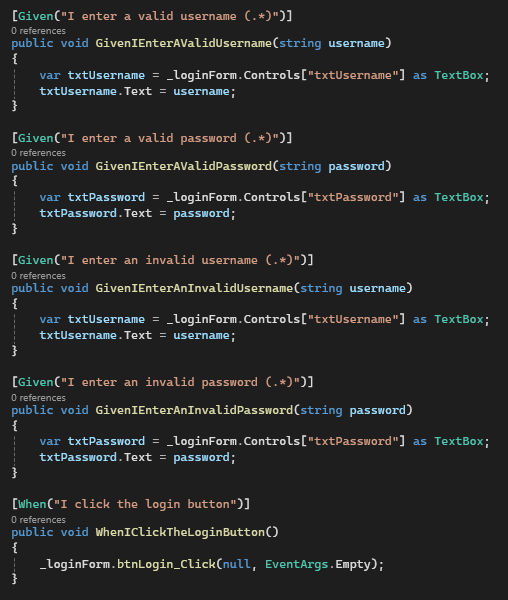 [Given("I enter a valid username (.*)")]
0 references
public void GivenIEnterAValidUsername(string username)
{
    var txtUsername = _loginForm.Controls["txtUsername"] as TextBox;
    txtUsername.Text = username;
}
[Given("I enter a valid password (.*)")]
0 references
public void GivenIEnterAValidPassword(string password)
{
    var txtPassword = _loginForm.Controls["txtPassword"] as TextBox;
    txtPassword.Text = password;
}
[Given("I enter an invalid username (.*)")]
0 references
public void GivenIEnterAnInvalidUsername(string username)
{
    var txtUsername = _loginForm.Controls["txtUsername"] as TextBox;
    txtUsername.Text = username;
}
[Given("I enter an invalid password (.*)")]
0 references
public void GivenIEnterAnInvalidPassword(string password)
{
    var txtPassword = _loginForm.Controls["txtPassword"] as TextBox;
    txtPassword.Text = password;
}
[When("I click the login button")]
0 references
public void WhenIClickTheLoginButton()
{
    _loginForm.btnLogin_Click(null, EventArgs.Empty);
}